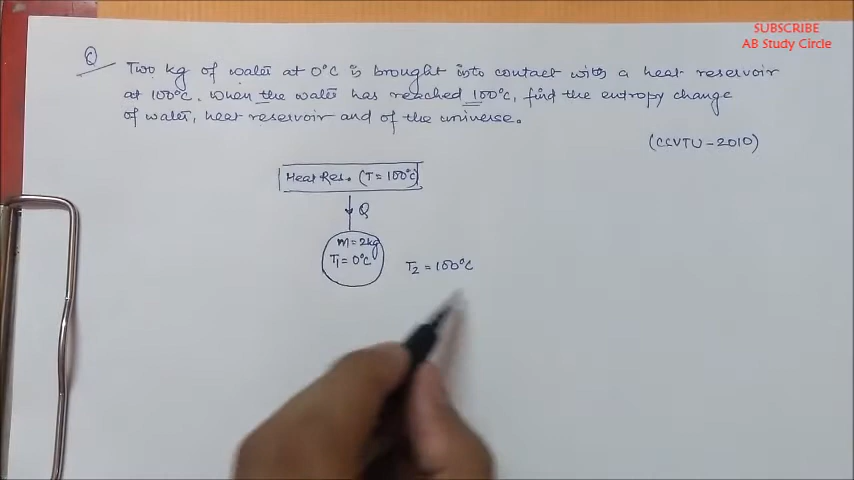 SUBSCRIBE
AB Study Circle
Q
Two kg of water at 0°C is brought into contact with a heat reservoir
at 100°C. When the water has reached 100°C, find the entropy change
of water, heat reservoir and of the universe.
(CCVTU-2010)
Heat Res. (T = 100°C)
Q
m = 2kg
T1 = 0°C
T2 = 100°C